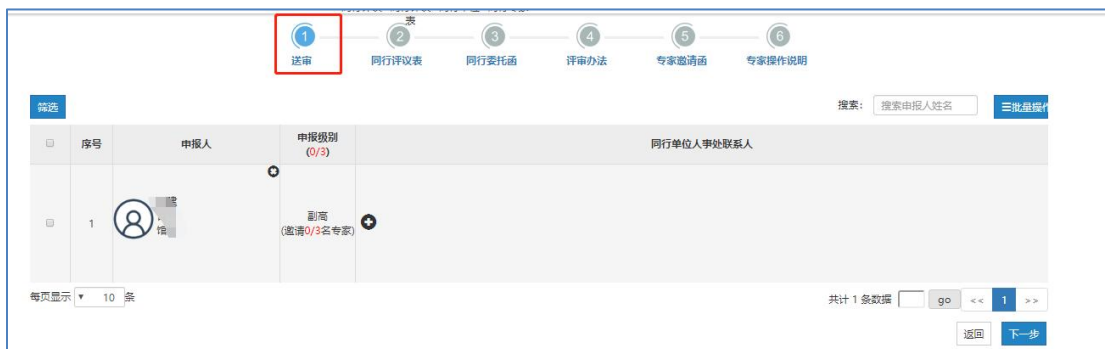 表
1 2 3 4 5 6
送审 同行评议表 同行委托函 评审办法 专家邀请函 专家操作说明
筛选 搜索: 搜索申报人姓名 ☰批量操作
序号 申报人 申报级别 同行单位人事处联系人
(0/3)
1 馆 副高
(邀请0/3名专家)
每页显示 10 条 共计 1 条数据 go << 1 >>
返回 下一步